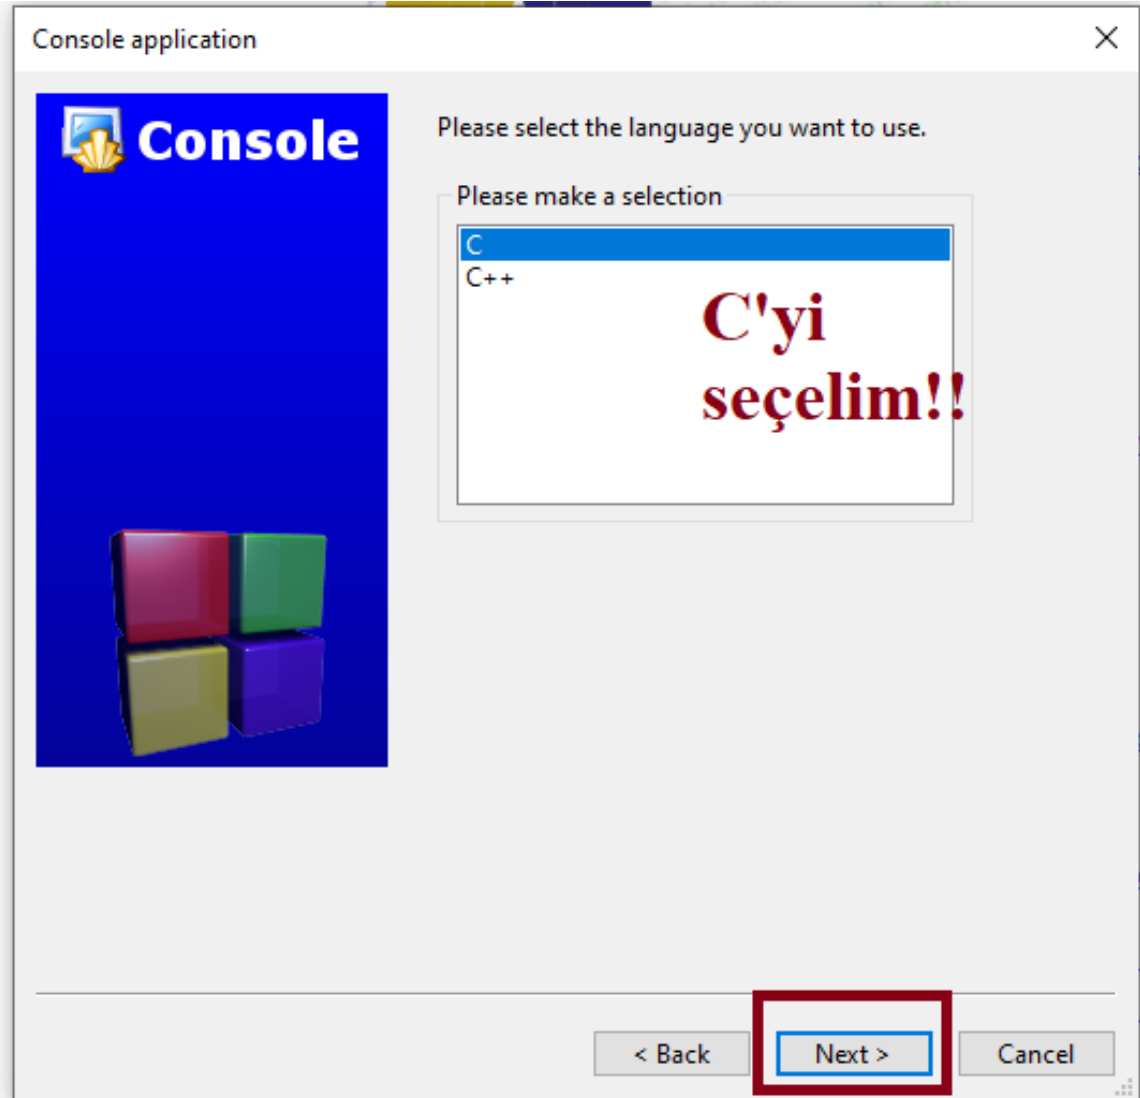 Console application
Console
Please select the language you want to use.
Please make a selection
C
C++
C'yi
seçelim!!
< Back
Next >
Cancel